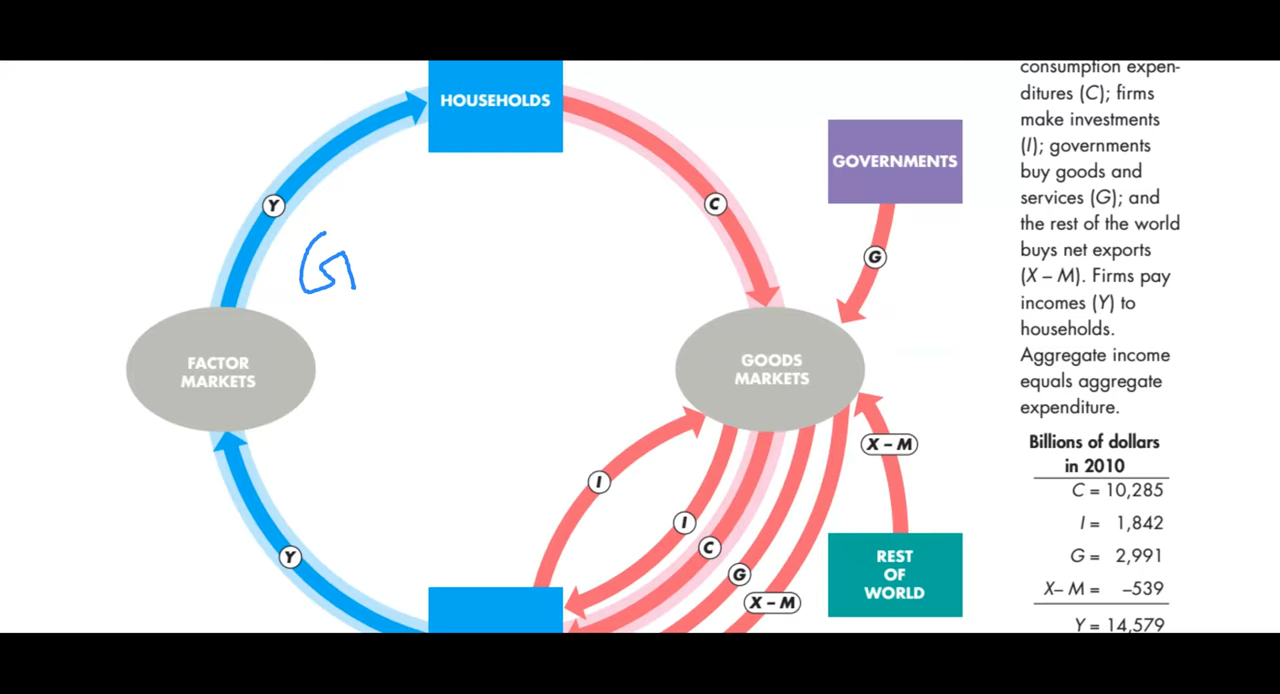 HOUSEHOLDS
GOVERNMENTS
Y
C
G
G
FACTOR
MARKETS
GOODS
MARKETS
X – M
I
I
C
G
X – M
Y
REST
OF
WORLD
consumption expen-
ditures (C); firms
make investments
(I); governments
buy goods and
services (G); and
the rest of the world
buys net exports
(X – M). Firms pay
incomes (Y) to
households.
Aggregate income
equals aggregate
expenditure.
Billions of dollars
in 2010
C = 10,285
I = 1,842
G = 2,991
X– M = –539
Y = 14,579